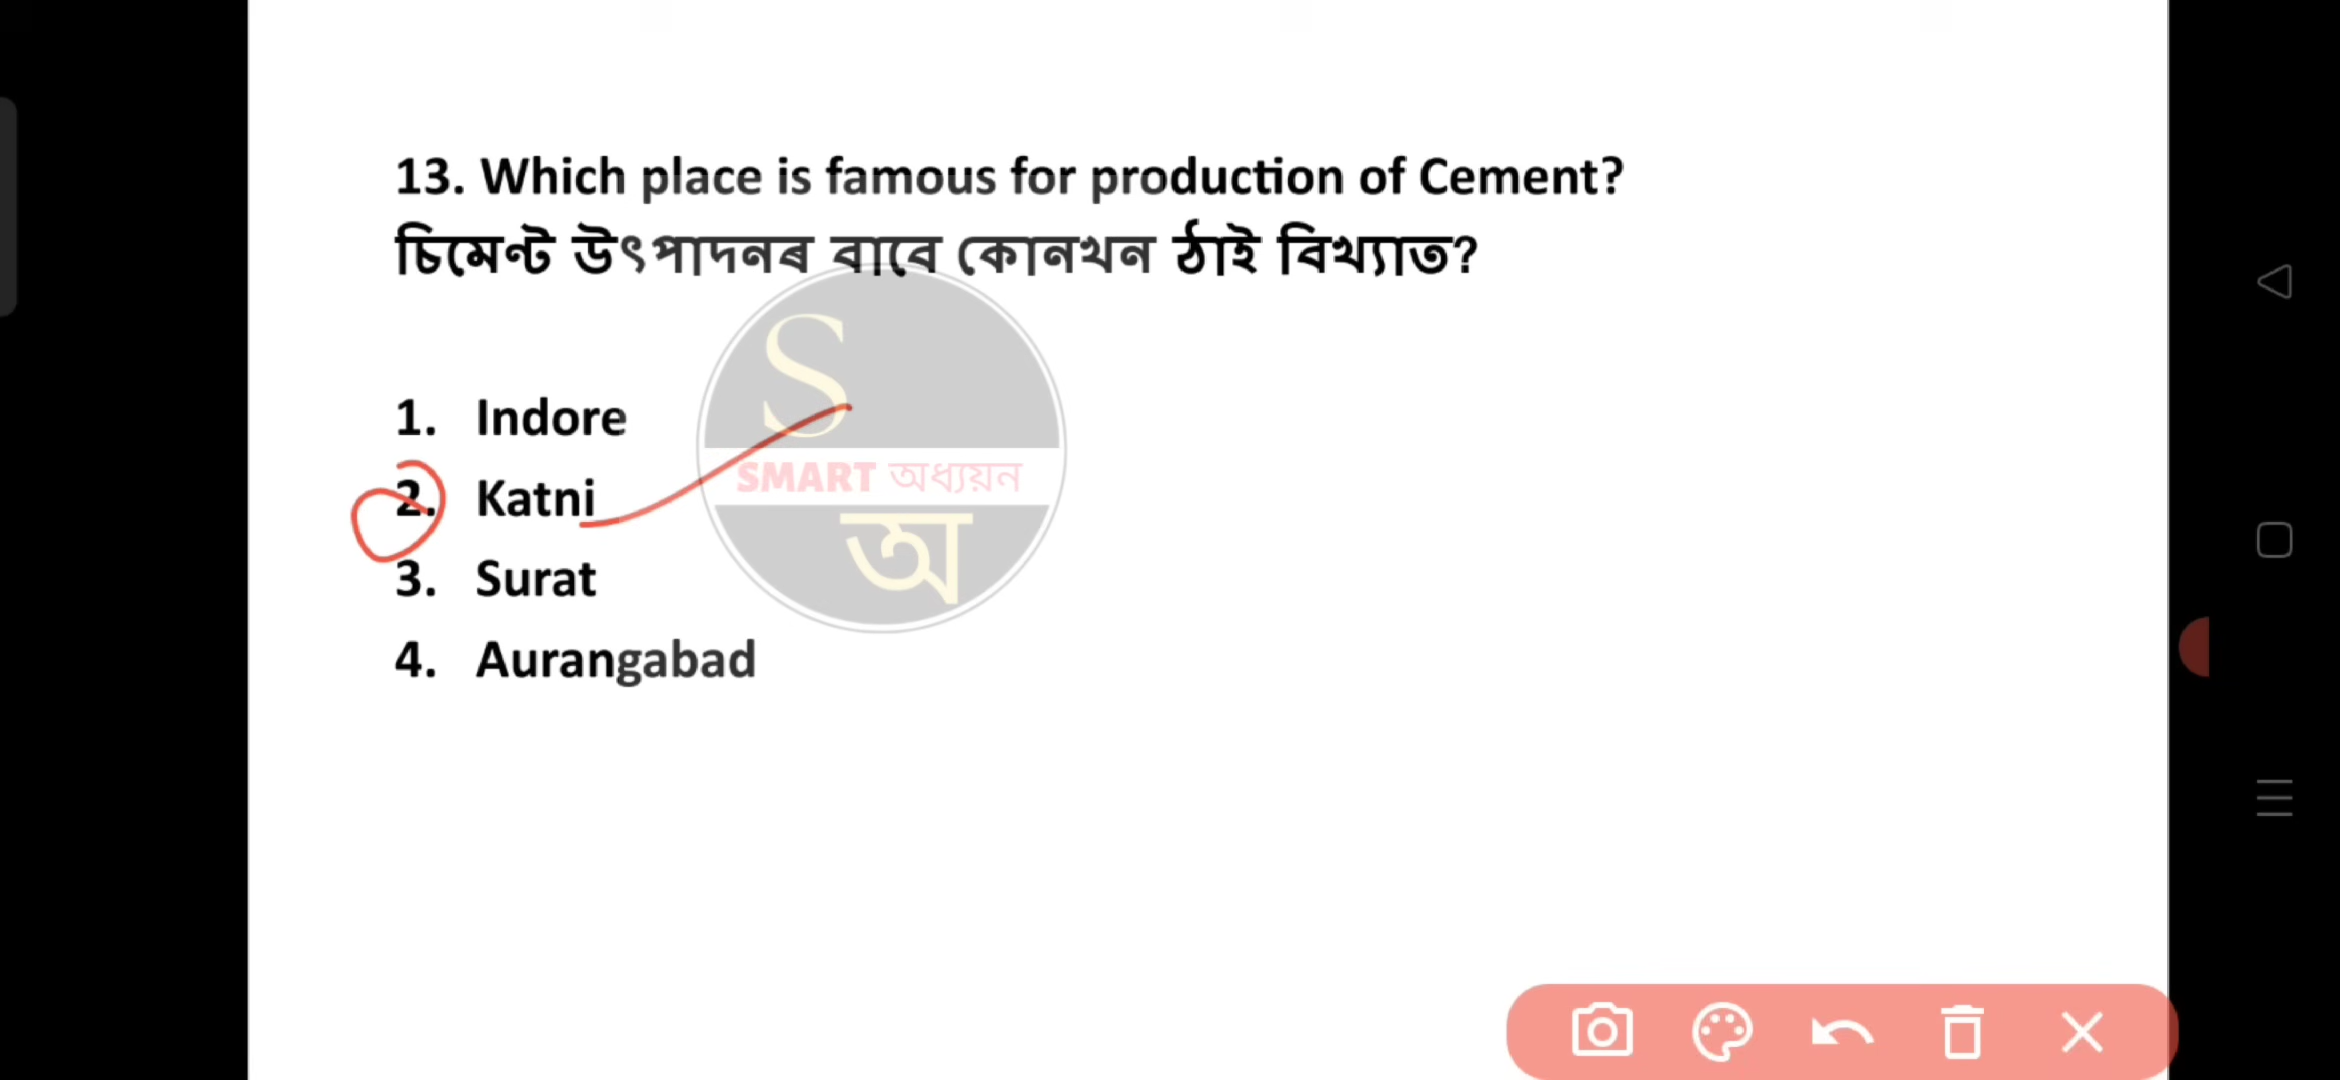 13. Which place is famous for production of Cement?
চিমেণ্ট উৎপাদনৰ বাবে কোনখন ঠাই বিখ্যাত?
1. Indore
2. Katni
3. Surat
4. Aurangabad
S
SMART অধ্যয়ন
অ